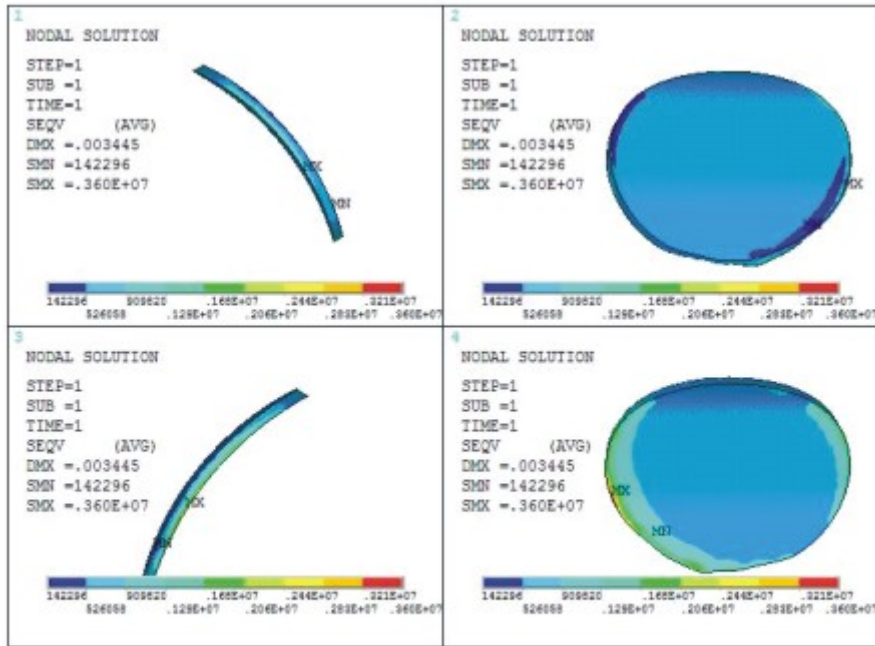 1
NODAL SOLUTION
STEP=1
SUB =1
TIME=1
SEQV (AVG)
DMX =.003445
SMN =142296
SMX =.360E+07
MX
MN
142296 909820 .168E+07 .244E+07 .321E+07
526058 .129E+07 .206E+07 .283E+07 .360E+07
2
NODAL SOLUTION
STEP=1
SUB =1
TIME=1
SEQV (AVG)
DMX =.003445
SMN =142296
SMX =.360E+07
MX
MN
142296 909820 .168E+07 .244E+07 .321E+07
526058 .129E+07 .206E+07 .283E+07 .360E+07
3
NODAL SOLUTION
STEP=1
SUB =1
TIME=1
SEQV (AVG)
DMX =.003445
SMN =142296
SMX =.360E+07
MX
MN
142296 909820 .168E+07 .244E+07 .321E+07
526058 .129E+07 .206E+07 .283E+07 .360E+07
4
NODAL SOLUTION
STEP=1
SUB =1
TIME=1
SEQV (AVG)
DMX =.003445
SMN =142296
SMX =.360E+07
MX
MN
142296 909820 .168E+07 .244E+07 .321E+07
526058 .129E+07 .206E+07 .283E+07 .360E+07